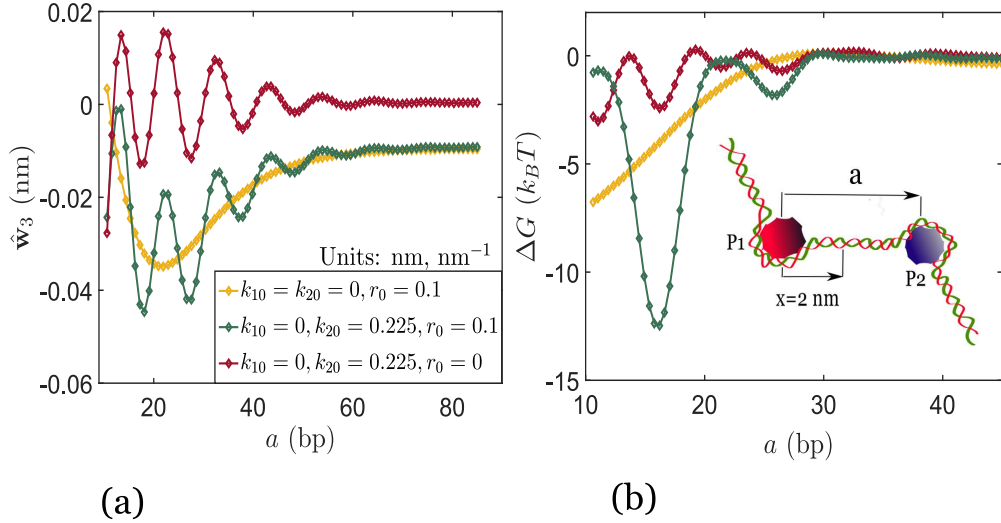 0.02
0
-0.02
-0.04
-0.06
ŵ₃ (nm)
Units: nm, nm⁻¹
k₁₀ = k₂₀ = 0, r₀ = 0.1
k₁₀ = 0, k₂₀ = 0.225, r₀ = 0.1
k₁₀ = 0, k₂₀ = 0.225, r₀ = 0
20 40 60 80
a (bp)
(a)
0
-5
-10
-15
ΔG (k_BT)
a
P1
P2
x=2 nm
10 20 30 40
a (bp)
(b)